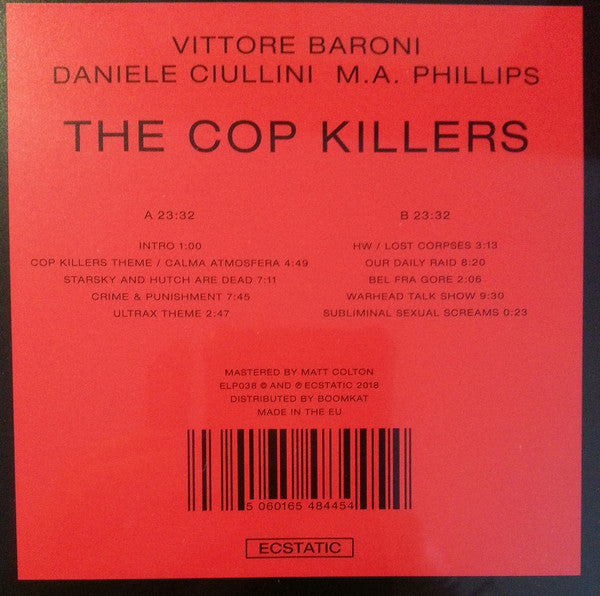 VITTORE BARONI
DANIELE CIULLINI M.A. PHILLIPS
THE COP KILLERS
A 23:32
INTRO 1:00
COP KILLERS THEME / CALMA ATMOSFERA 4:49
STARSKY AND HUTCH ARE DEAD 7:11
CRIME & PUNISHMENT 7:45
ULTRAX THEME 2:47
B 23:32
HW / LOST CORPSES 3:13
OUR DAILY RAID 8:20
BEL FRA GORE 2:06
WARHEAD TALK SHOW 9:30
SUBLIMINAL SEXUAL SCREAMS 0:23
MASTERED BY MATT COLTON
ELP038 © AND ℗ ECSTATIC 2018
DISTRIBUTED BY BOOMKAT
MADE IN THE EU
5 060165 484454
ECSTATIC